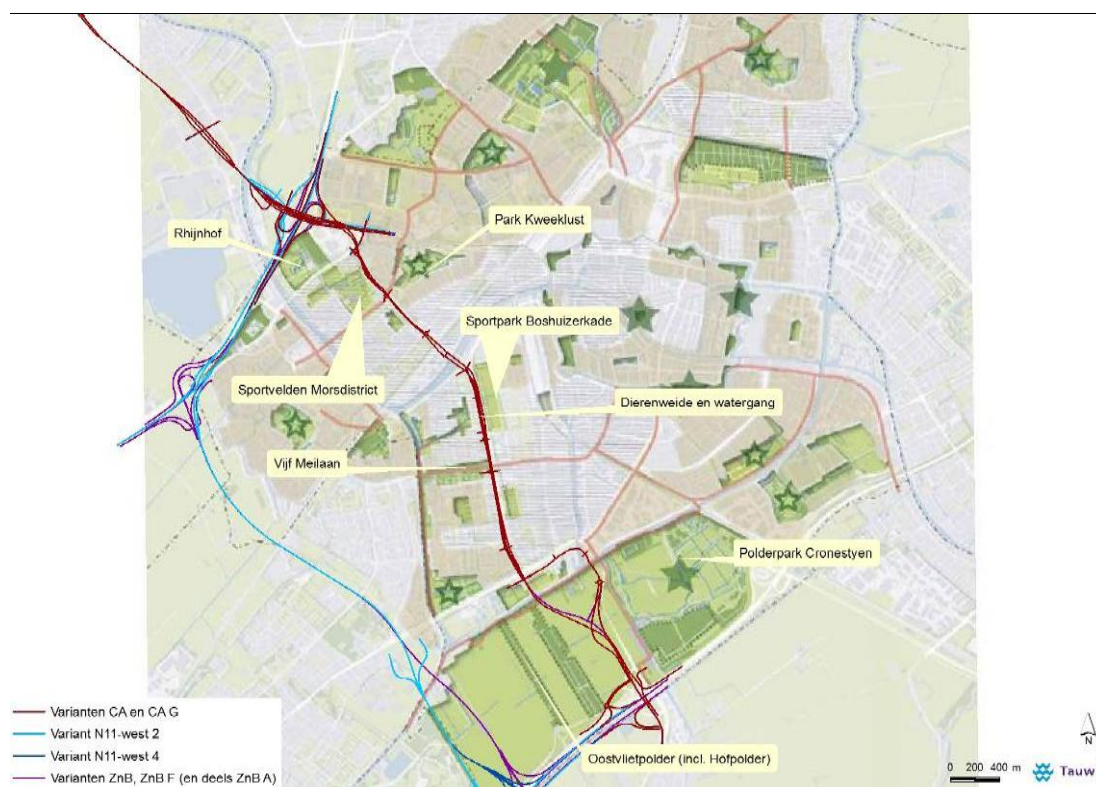 Park Kweeklust
Rhijnhof
Sportpark Boshuizerkade
Sportvelden Morsdistrict
Dierenweide en watergang
Vijf Meilaan
Polderpark Cronestyen
Oostvlietpolder (incl. Hofpolder)
Varianten CA en CA G
Variant N11-west 2
Variant N11-west 4
Varianten ZnB, ZnB F (en deels ZnB A)
N
0 200 400 m
Tauw